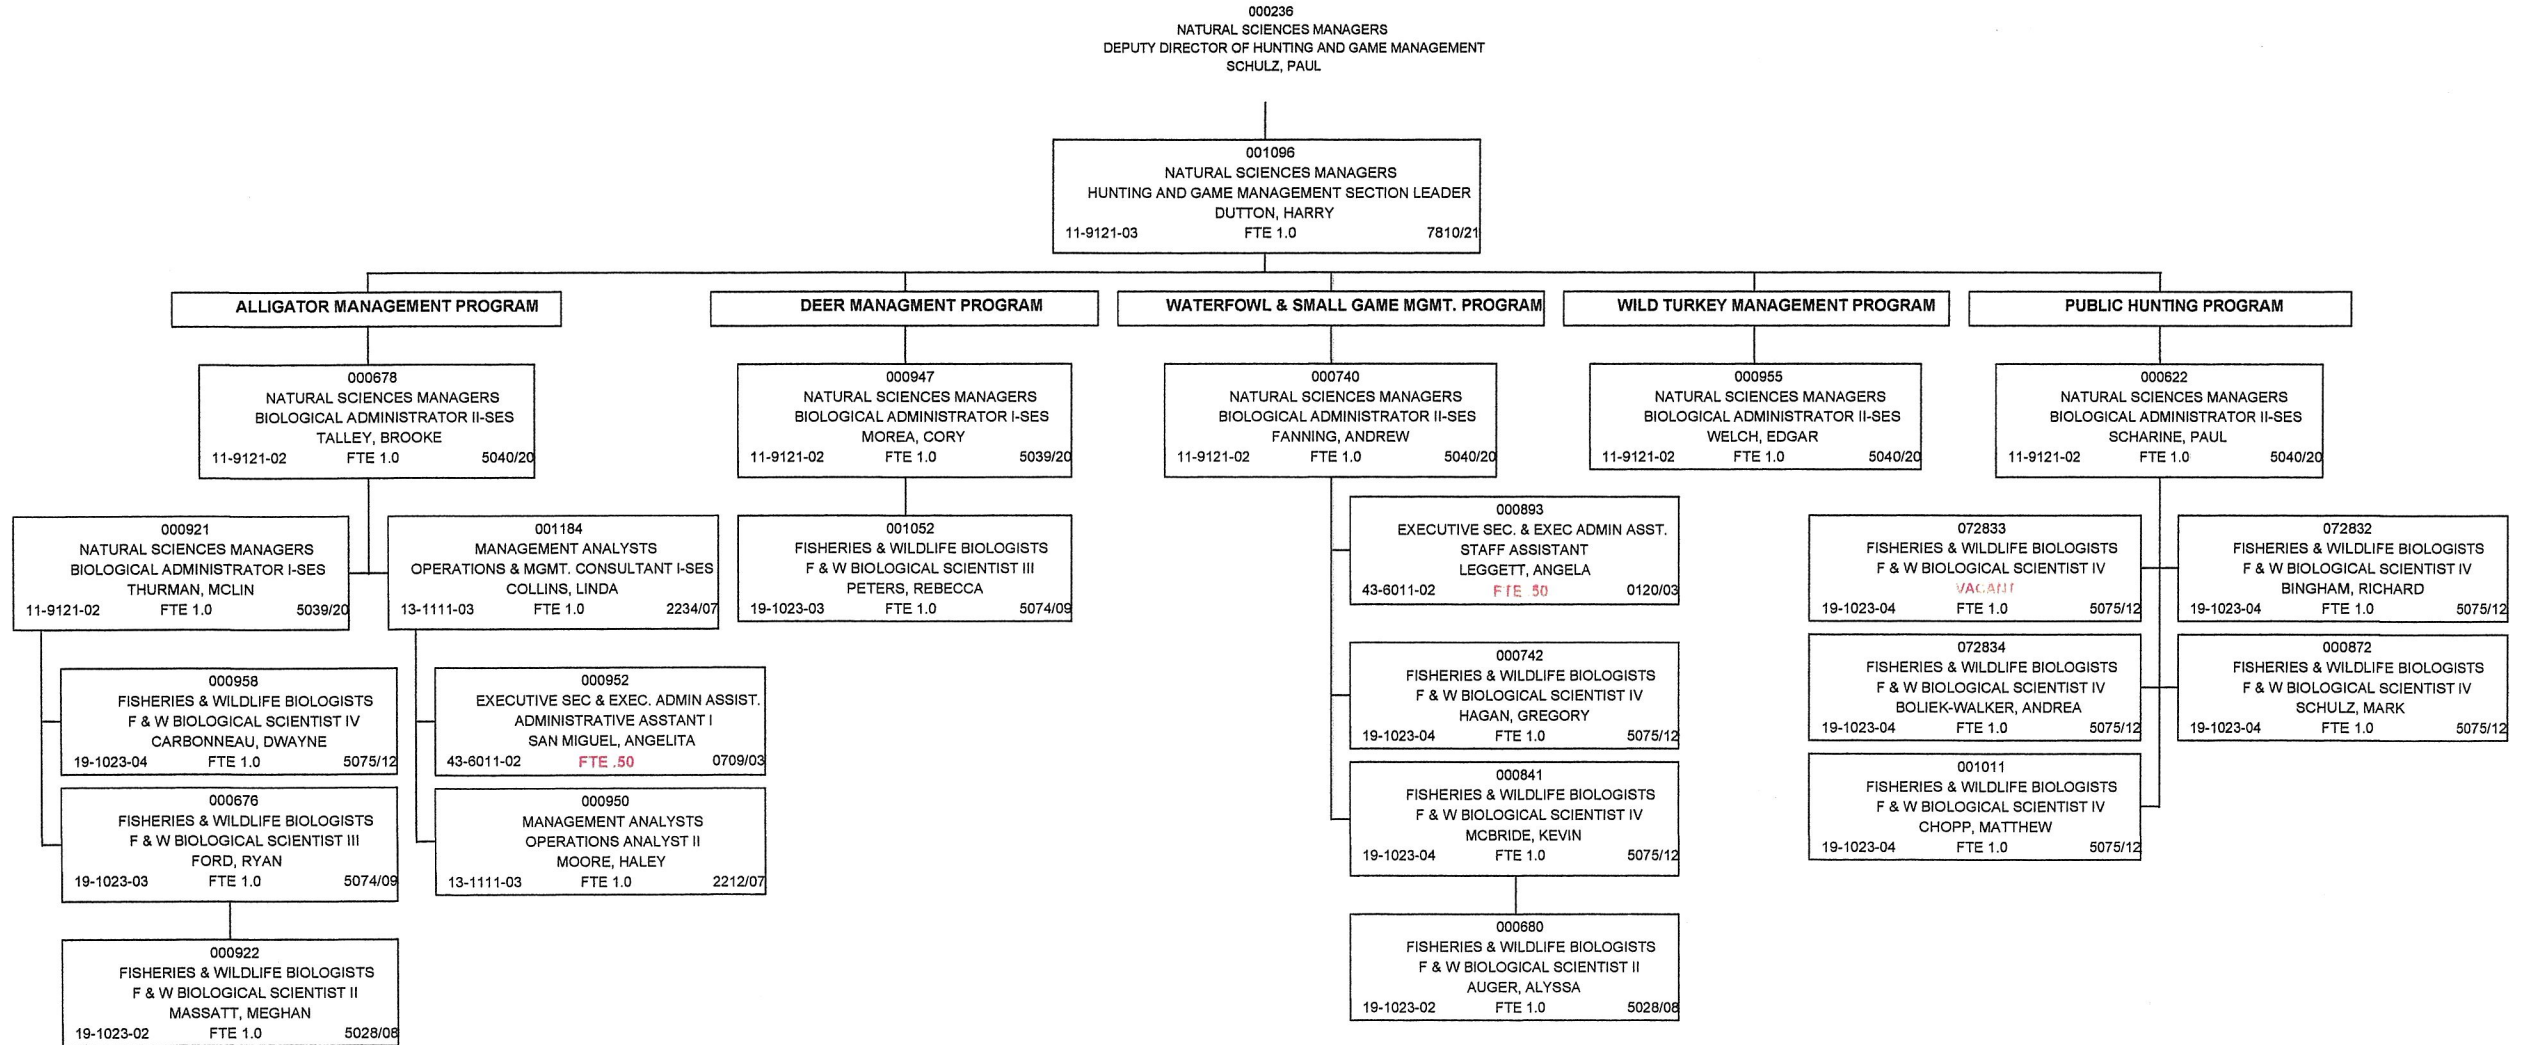 000236
NATURAL SCIENCES MANAGERS
DEPUTY DIRECTOR OF HUNTING AND GAME MANAGEMENT
SCHULZ, PAUL
001096
NATURAL SCIENCES MANAGERS
HUNTING AND GAME MANAGEMENT SECTION LEADER
DUTTON, HARRY
11-9121-03 FTE 1.0 7810/21
ALLIGATOR MANAGEMENT PROGRAM
000678
NATURAL SCIENCES MANAGERS
BIOLOGICAL ADMINISTRATOR II-SES
TALLEY, BROOKE
11-9121-02 FTE 1.0 5040/20
000921
NATURAL SCIENCES MANAGERS
BIOLOGICAL ADMINISTRATOR I-SES
THURMAN, MCLIN
11-9121-02 FTE 1.0 5039/20
000958
FISHERIES & WILDLIFE BIOLOGISTS
F & W BIOLOGICAL SCIENTIST IV
CARBONNEAU, DWAYNE
19-1023-04 FTE 1.0 5075/12
000676
FISHERIES & WILDLIFE BIOLOGISTS
F & W BIOLOGICAL SCIENTIST III
FORD, RYAN
19-1023-03 FTE 1.0 5074/09
000922
FISHERIES & WILDLIFE BIOLOGISTS
F & W BIOLOGICAL SCIENTIST II
MASSATT, MEGHAN
19-1023-02 FTE 1.0 5028/08
001184
MANAGEMENT ANALYSTS
OPERATIONS & MGMT. CONSULTANT I-SES
COLLINS, LINDA
13-1111-03 FTE 1.0 2234/07
000952
EXECUTIVE SEC & EXEC. ADMIN ASSIST.
ADMINISTRATIVE ASSTANT I
SAN MIGUEL, ANGELITA
43-6011-02 FTE .50 0709/03
000950
MANAGEMENT ANALYSTS
OPERATIONS ANALYST II
MOORE, HALEY
13-1111-03 FTE 1.0 2212/07
DEER MANAGMENT PROGRAM
000947
NATURAL SCIENCES MANAGERS
BIOLOGICAL ADMINISTRATOR I-SES
MOREA, CORY
11-9121-02 FTE 1.0 5039/20
001052
FISHERIES & WILDLIFE BIOLOGISTS
F & W BIOLOGICAL SCIENTIST III
PETERS, REBECCA
19-1023-03 FTE 1.0 5074/09
WATERFOWL & SMALL GAME MGMT. PROGRAM
000740
NATURAL SCIENCES MANAGERS
BIOLOGICAL ADMINISTRATOR II-SES
FANNING, ANDREW
11-9121-02 FTE 1.0 5040/20
000893
EXECUTIVE SEC. & EXEC ADMIN ASST.
STAFF ASSISTANT
LEGGETT, ANGELA
43-6011-02 FTE 50 0120/03
000742
FISHERIES & WILDLIFE BIOLOGISTS
F & W BIOLOGICAL SCIENTIST IV
HAGAN, GREGORY
19-1023-04 FTE 1.0 5075/12
000841
FISHERIES & WILDLIFE BIOLOGISTS
F & W BIOLOGICAL SCIENTIST IV
MCBRIDE, KEVIN
19-1023-04 FTE 1.0 5075/12
000680
FISHERIES & WILDLIFE BIOLOGISTS
F & W BIOLOGICAL SCIENTIST II
AUGER, ALYSSA
19-1023-02 FTE 1.0 5028/08
WILD TURKEY MANAGEMENT PROGRAM
000955
NATURAL SCIENCES MANAGERS
BIOLOGICAL ADMINISTRATOR II-SES
WELCH, EDGAR
11-9121-02 FTE 1.0 5040/20
PUBLIC HUNTING PROGRAM
000622
NATURAL SCIENCES MANAGERS
BIOLOGICAL ADMINISTRATOR II-SES
SCHARINE, PAUL
11-9121-02 FTE 1.0 5040/20
072833
FISHERIES & WILDLIFE BIOLOGISTS
F & W BIOLOGICAL SCIENTIST IV
VACANT
19-1023-04 FTE 1.0 5075/12
072832
FISHERIES & WILDLIFE BIOLOGISTS
F & W BIOLOGICAL SCIENTIST IV
BINGHAM, RICHARD
19-1023-04 FTE 1.0 5075/12
072834
FISHERIES & WILDLIFE BIOLOGISTS
F & W BIOLOGICAL SCIENTIST IV
BOLIEK-WALKER, ANDREA
19-1023-04 FTE 1.0 5075/12
000872
FISHERIES & WILDLIFE BIOLOGISTS
F & W BIOLOGICAL SCIENTIST IV
SCHULZ, MARK
19-1023-04 FTE 1.0 5075/12
001011
FISHERIES & WILDLIFE BIOLOGISTS
F & W BIOLOGICAL SCIENTIST IV
CHOPP, MATTHEW
19-1023-04 FTE 1.0 5075/12